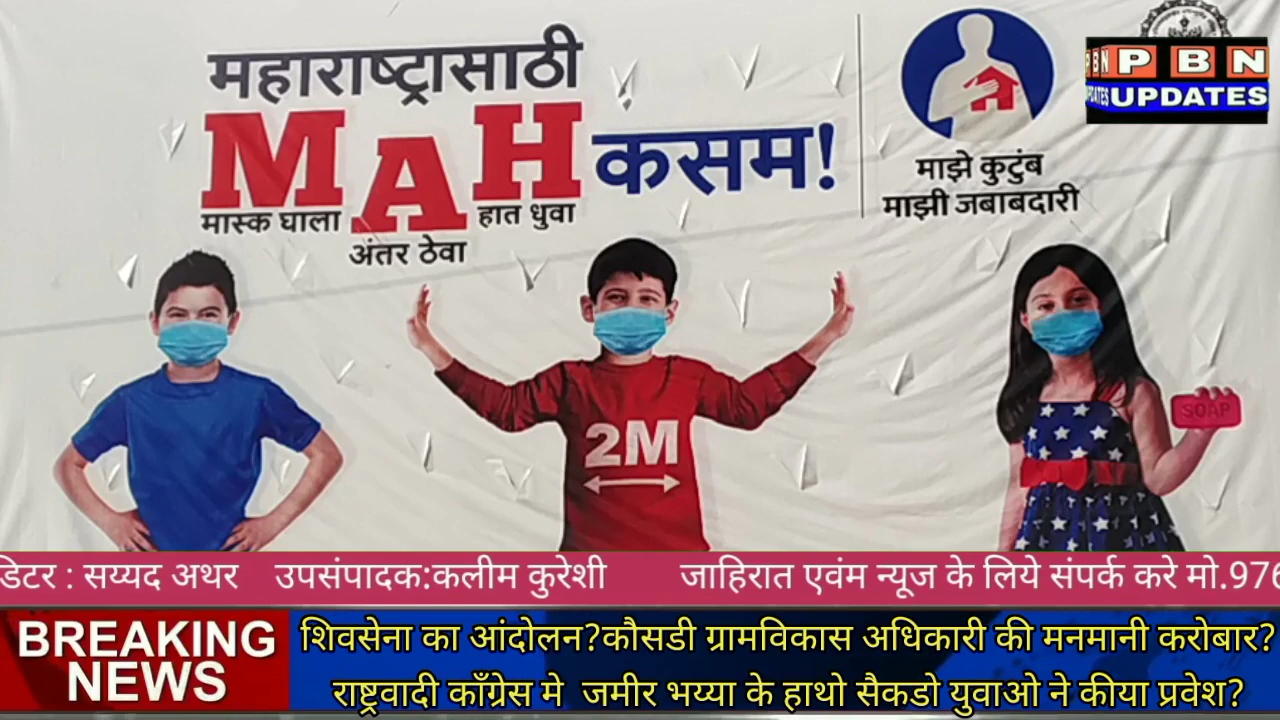 महाराष्ट्रासाठी
MAH कसम!
मास्क घाला
अंतर ठेवा
हात धुवा
माझे कुटुंब
माझी जबाबदारी
PBN
UPDATES
2M
SOAP
डिटर : सय्यद अथर उपसंपादक:कलीम कुरेशी जाहिरात एवंम न्यूज के लिये संपर्क करे मो.976
BREAKING
NEWS
शिवसेना का आंदोलन?कौसडी ग्रामविकास अधिकारी की मनमानी करोबार?
राष्ट्रवादी काँग्रेस मे जमीर भय्या के हाथो सैकडो युवाओ ने कीया प्रवेश?